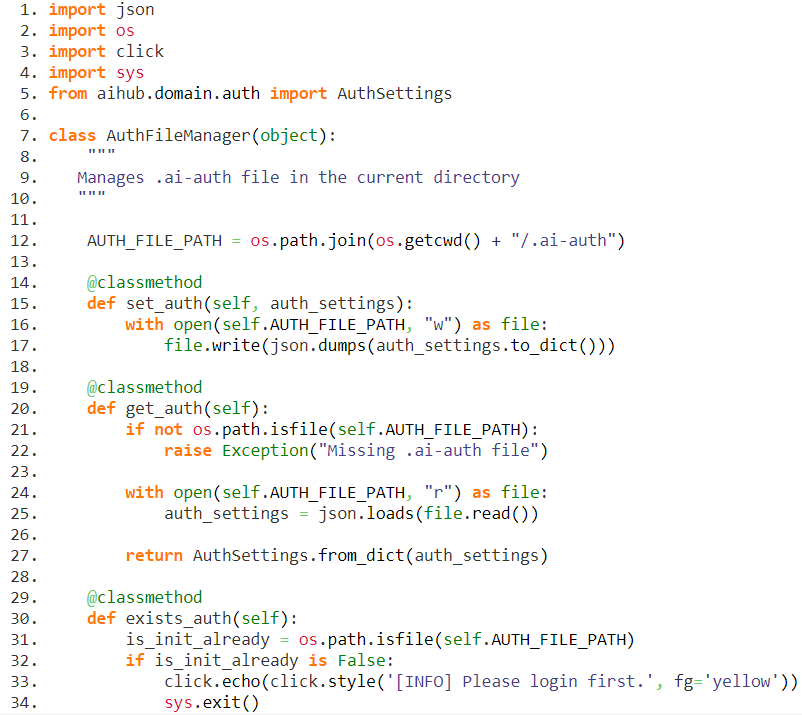 1. import json
2. import os
3. import click
4. import sys
5. from aihub.domain.auth import AuthSettings
6.
7. class AuthFileManager(object):
8.     """
9.    Manages .ai-auth file in the current directory
10.    """
11.
12.     AUTH_FILE_PATH = os.path.join(os.getcwd() + "/.ai-auth")
13.
14.     @classmethod
15.     def set_auth(self, auth_settings):
16.         with open(self.AUTH_FILE_PATH, "w") as file:
17.             file.write(json.dumps(auth_settings.to_dict()))
18.
19.     @classmethod
20.     def get_auth(self):
21.         if not os.path.isfile(self.AUTH_FILE_PATH):
22.             raise Exception("Missing .ai-auth file")
23.
24.         with open(self.AUTH_FILE_PATH, "r") as file:
25.             auth_settings = json.loads(file.read())
26.
27.         return AuthSettings.from_dict(auth_settings)
28.
29.     @classmethod
30.     def exists_auth(self):
31.         is_init_already = os.path.isfile(self.AUTH_FILE_PATH)
32.         if is_init_already is False:
33.             click.echo(click.style('[INFO] Please login first.', fg='yellow'))
34.             sys.exit()